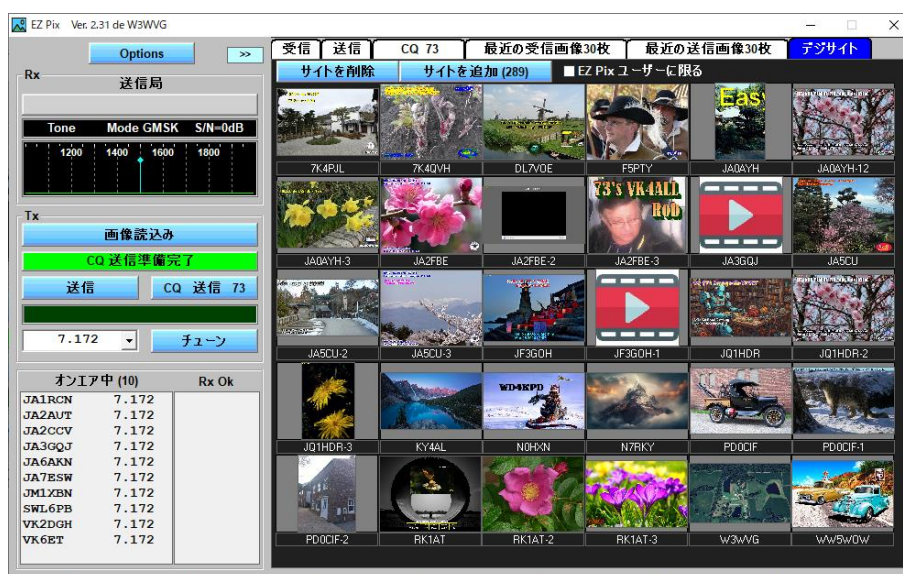 EZ Pix Ver. 2.31 de W3WVG
Options
>>
受信
送信
CQ 73
最近の受信画像30枚
最近の送信画像30枚
デジサイト
サイトを削除
サイトを追加 (289)
EZ Pix ユーザーに限る
Rx
送信局
Tone Mode GMSK S/N=0dB
1200 1400 1600 1800
Tx
画像読込み
CQ 送信準備完了
送信
CQ 送信 73
7.172
チューン
オンエア中 (10)
Rx Ok
JA1RCN 7.172
JA2AUT 7.172
JA2CCV 7.172
JA3GQJ 7.172
JA6AKN 7.172
JA7ESW 7.172
JM1XBN 7.172
SWL6PB 7.172
VK2DGH 7.172
VK6ET 7.172
Easy
7K4PJL 7K4QVH DL7VOE F5PTY JA0AYH JA0AYH-12
73's VK4ALL
ROD
JA0AYH-3 JA2FBE JA2FBE-2 JA2FBE-3 JA3GQJ JA5CU
JA5CU-2 JA5CU-3 JF3GOH JF3GOH-1 JQ1HDR JQ1HDR-2
WD4KPD
JQ1HDR-3 KY4AL N0HXN N7RKY PD0CIF PD0CIF-1
PD0CIF-2 RK1AT RK1AT-2 RK1AT-3 W3WVG WW5WOW